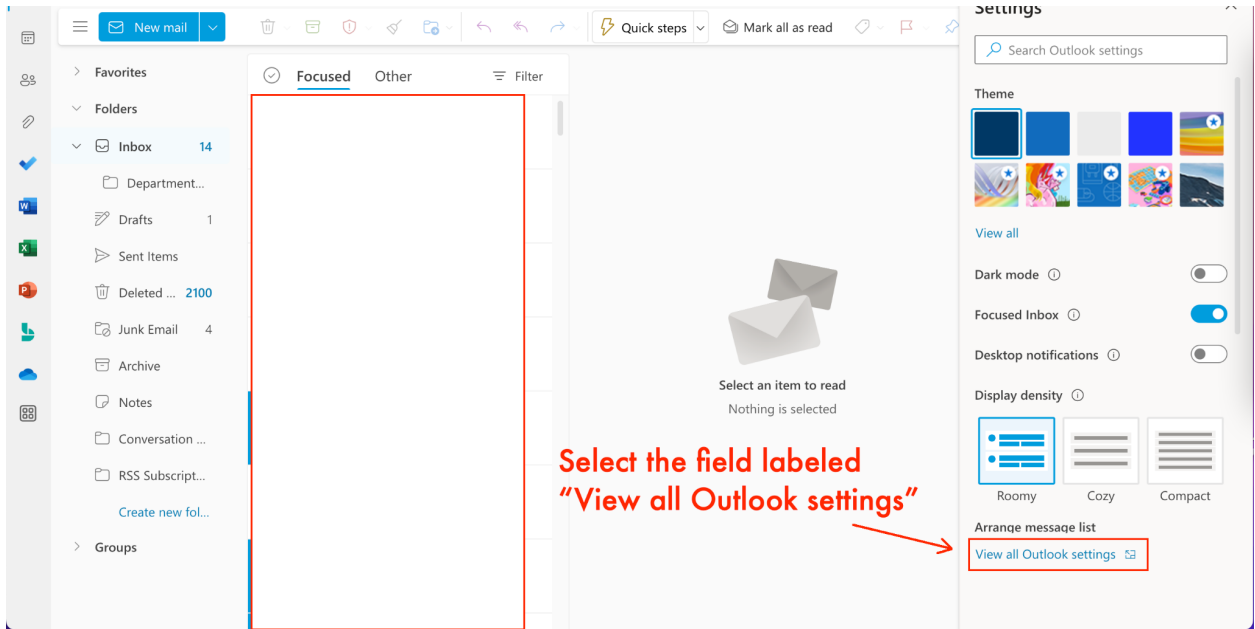 New mail
Quick steps
Mark all as read
Favorites
Folders
Inbox 14
Department...
Drafts 1
Sent Items
Deleted ... 2100
Junk Email 4
Archive
Notes
Conversation ...
RSS Subscript...
Create new fol...
Groups
Focused Other Filter
Select an item to read
Nothing is selected
Select the field labeled
“View all Outlook settings”
Settings
Search Outlook settings
Theme
View all
Dark mode
Focused Inbox
Desktop notifications
Display density
Roomy Cozy Compact
Arrange message list
View all Outlook settings